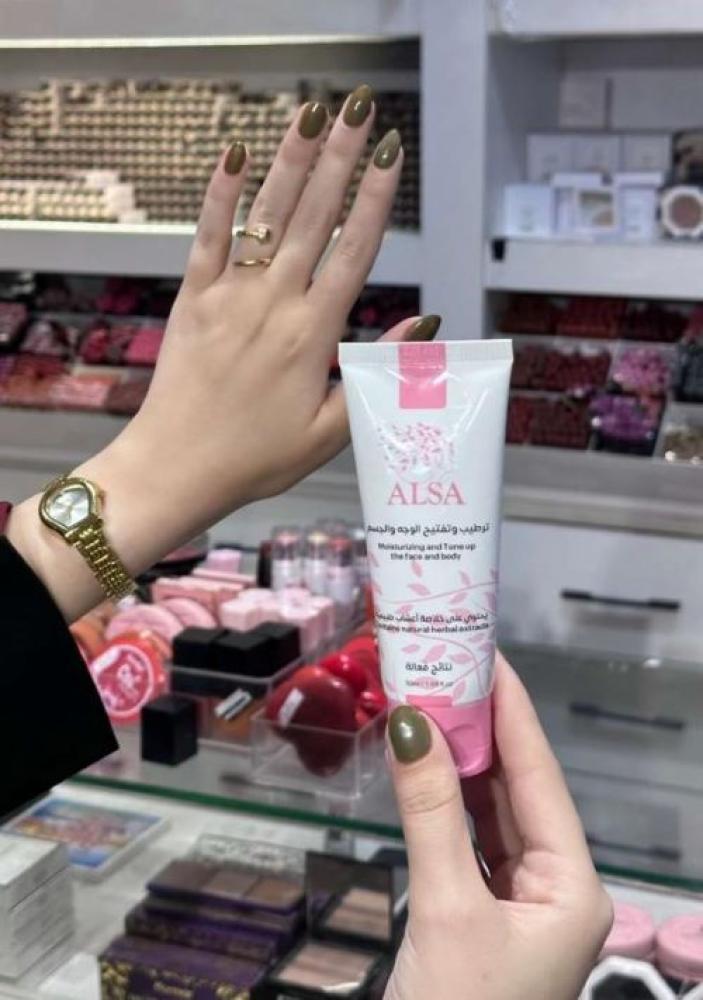 ALSA
ترطيب وتفتيح الوجه والجسم
Moisturizing and Tone up
the face and body
يحتوي على خلاصة أعشاب طبيعية
contains natural herbal extracts
نتائج فعالة